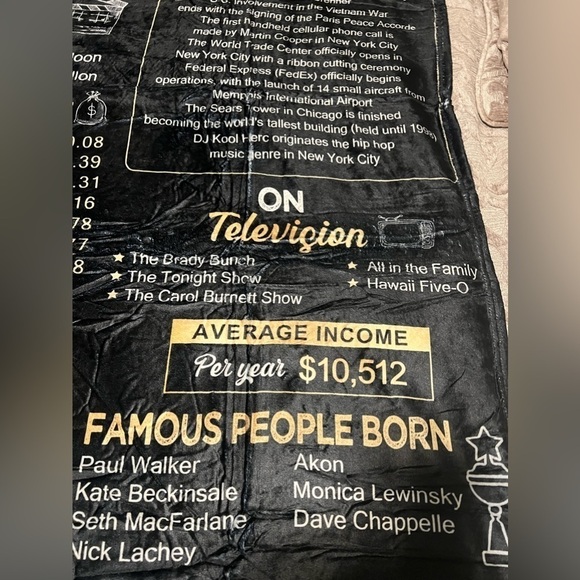 Involvement in the Vietnam War
ends with the signing of the Paris Peace Accords
The first handheld cellular phone call is
made by Martin Cooper in New York City
The World Trade Center officially opens in
New York City with a ribbon cutting ceremony
Federal Express (FedEx) officially begins
operations, with the launch of 14 small aircraft from
Memphis International Airport
The Sears Tower in Chicago is finished
becoming the world's tallest building (held until 1998)
DJ Kool Herc originates the hip hop
music genre in New York City
$
.08
.39
.31
16
78
8
ON
Television
★ The Brady Bunch
★ The Tonight Show
★ The Carol Burnett Show
★ All in the Family
★ Hawaii Five-O
AVERAGE INCOME
Per year $10,512
FAMOUS PEOPLE BORN
Paul Walker
Kate Beckinsale
Seth MacFarlane
Nick Lachey
Akon
Monica Lewinsky
Dave Chappelle